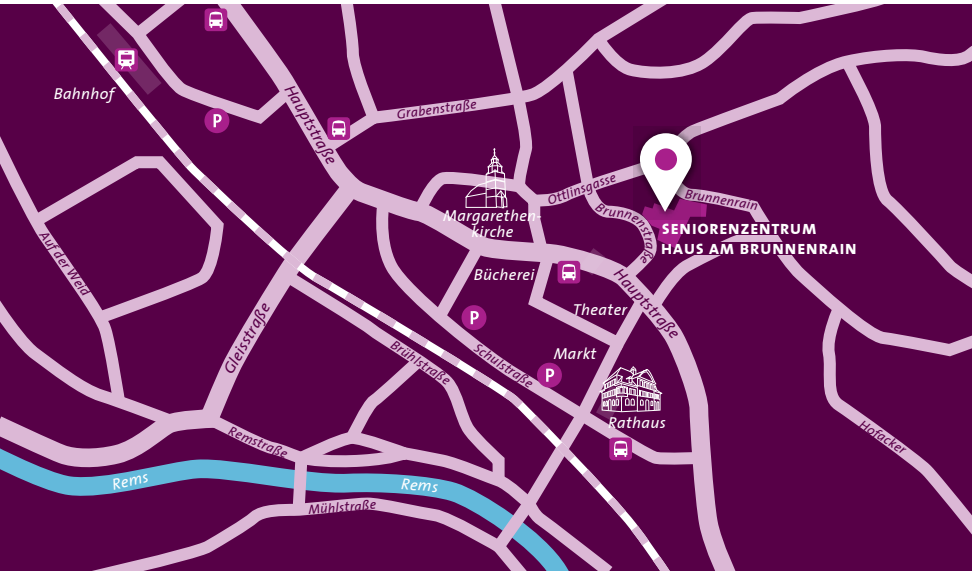 Bahnhof
P
Hauptstraße
Grabenstraße
Margarethen-
kirche
Ottlinsgasse
Brunnenstraße
Brunnenrain
SENIORENZENTRUM
HAUS AM BRUNNENRAIN
Auf der Weid
Bücherei
Theater
Hauptstraße
P
Gleisstraße
Brühlstraße
Schulstraße
Markt
P
Rathaus
Hofäcker
Remstraße
Rems
Rems
Mühlstraße